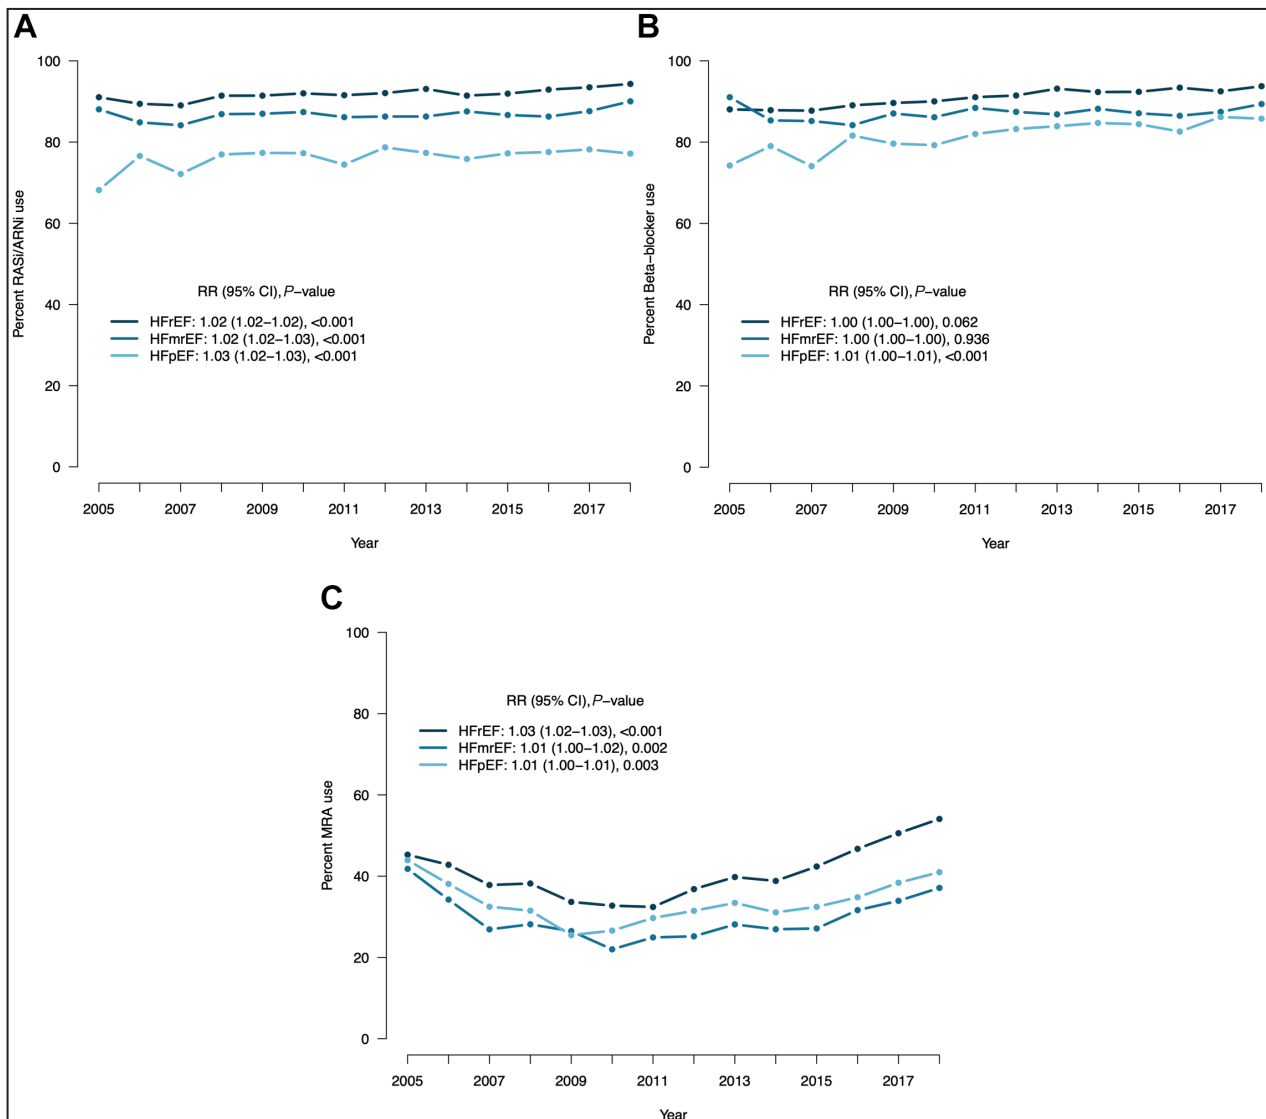 A
100
80
60
40
20
0
Percent RASi/ARNi use
RR (95% CI), P–value
HFrEF: 1.02 (1.02–1.02), <0.001
HFmrEF: 1.02 (1.02–1.03), <0.001
HFpEF: 1.03 (1.02–1.03), <0.001
2005 2007 2009 2011 2013 2015 2017
Year
B
100
80
60
40
20
0
Percent Beta–blocker use
RR (95% CI), P–value
HFrEF: 1.00 (1.00–1.00), 0.062
HFmrEF: 1.00 (1.00–1.00), 0.936
HFpEF: 1.01 (1.00–1.01), <0.001
2005 2007 2009 2011 2013 2015 2017
Year
C
100
80
60
40
20
0
Percent MRA use
RR (95% CI), P–value
HFrEF: 1.03 (1.02–1.03), <0.001
HFmrEF: 1.01 (1.00–1.02), 0.002
HFpEF: 1.01 (1.00–1.01), 0.003
2005 2007 2009 2011 2013 2015 2017
Year